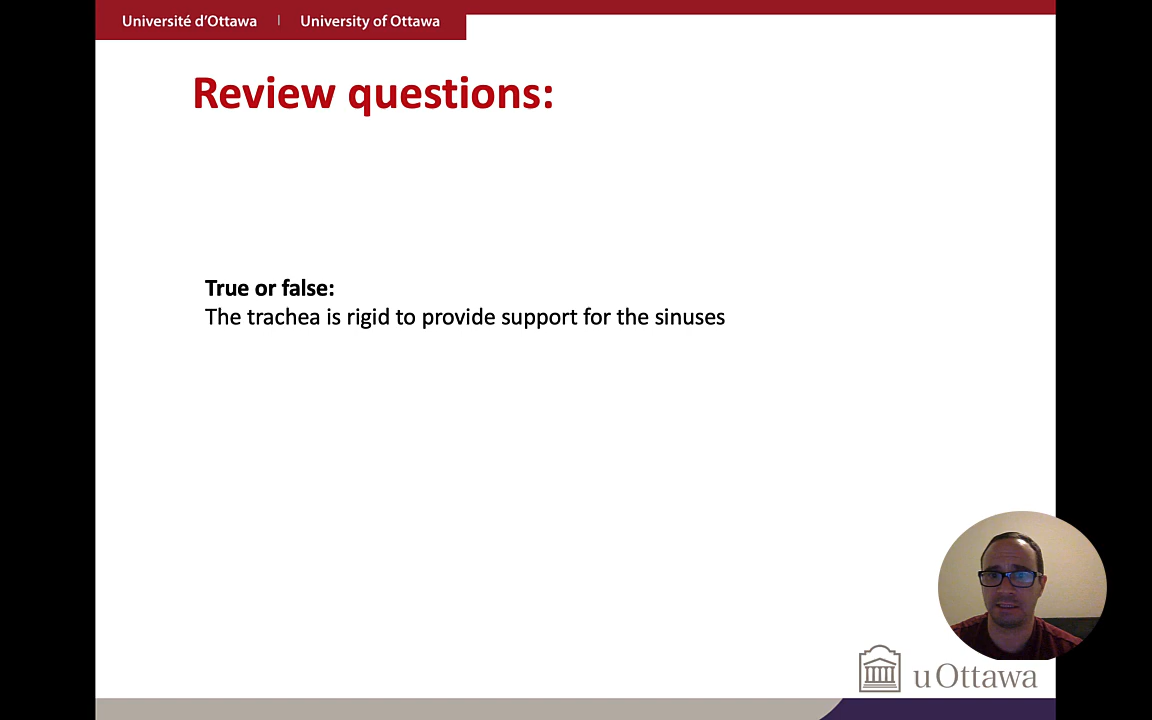 Université d'Ottawa | University of Ottawa
Review questions:
True or false:
The trachea is rigid to provide support for the sinuses
uOttawa